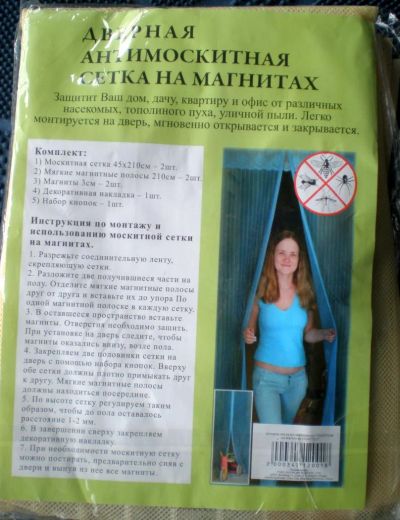 ДВЕРНАЯ
АНТИМОСКИТНАЯ
СЕТКА НА МАГНИТАХ
Защитит Ваш дом, дачу, квартиру и офис от различных
насекомых, тополиного пуха, уличной пыли. Легко
монтируется на дверь, мгновенно открывается и закрывается.
Комплект:
1) Москитная сетка 45х210см – 2шт.
2) Мягкие магнитные полосы 210см – 2шт.
3) Магниты 3см – 2шт.
4) Декоративная накладка – 1шт.
5) Набор кнопок – 1шт.
Инструкция по монтажу и
использованию москитной сетки
на магнитах.
1. Разрежьте соединительную ленту,
скрепляющую сетки.
2. Разложите две получившиеся части на
полу. Отделите мягкие магнитные полосы
друг от друга и вставьте их до упора По
одной магнитной полоске в каждую сетку.
3. В оставшееся пространство вставьте
магниты. Отверстия необходимо зашить.
При установке на дверь следите, чтобы
магниты оказались внизу, возле пола.
4. Закрепляем две половинки сетки на
дверь с помощью набора кнопок. Вверху
обе сетки должны плотно примыкать друг
к другу. Мягкие магнитные полосы
должны находиться посередине.
5. По высоте сетку регулируем таким
образом, чтобы до пола оставалось
расстояние 1-2 мм.
6. В завершении сверху закрепляем
декоративную накладку.
7. При необходимости москитную сетку
можно постирать, предварительно сняв с
двери и вынув из нее все магниты.